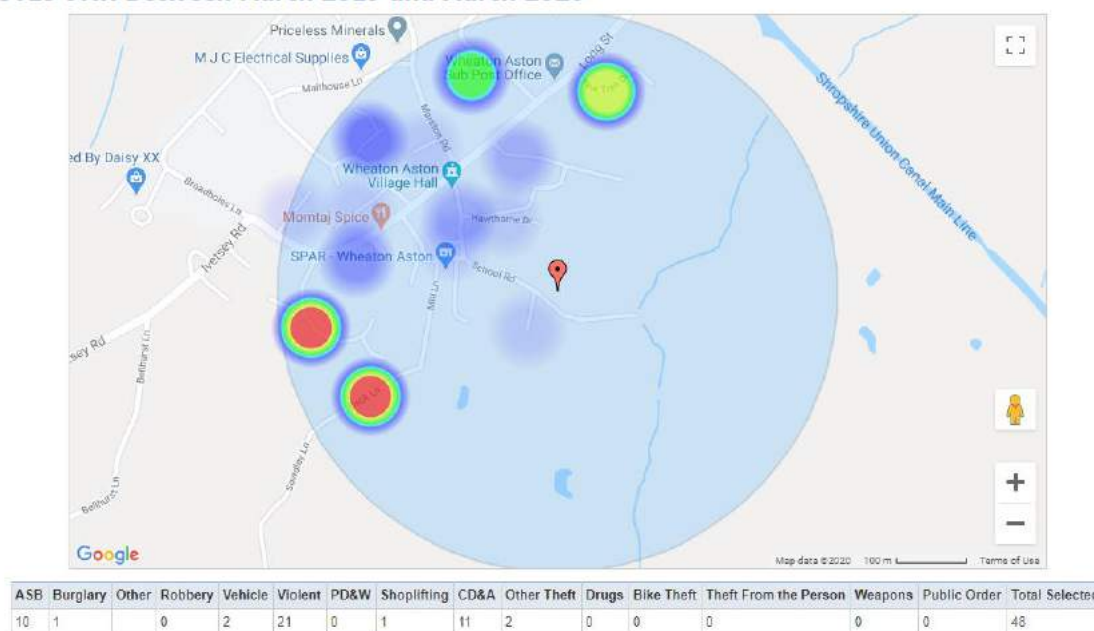 Priceless Minerals
M J C Electrical Supplies
Malthouse Ln
Wheaton Aston
Sub Post Office
Long St
Marston Rd
Shropshire Union Canal Main Line
ed By Daisy XX
Broadholes Ln
Wheaton Aston
Village Hall
Ivetsey Rd
Momtaj Spice
Hawthorne Dr
SPAR - Wheaton Aston
School Rd
Mill Ln
sey Rd
Bellhurst Ln
Sandley Ln
Bellhurst Ln
Google
Map data ©2020 100 m Terms of Use
ASB Burglary Other Robbery Vehicle Violent PD&W Shoplifting CD&A Other Theft Drugs Bike Theft Theft From the Person Weapons Public Order Total Selected
10 1 0 2 21 0 1 11 2 0 0 0 0 0 48